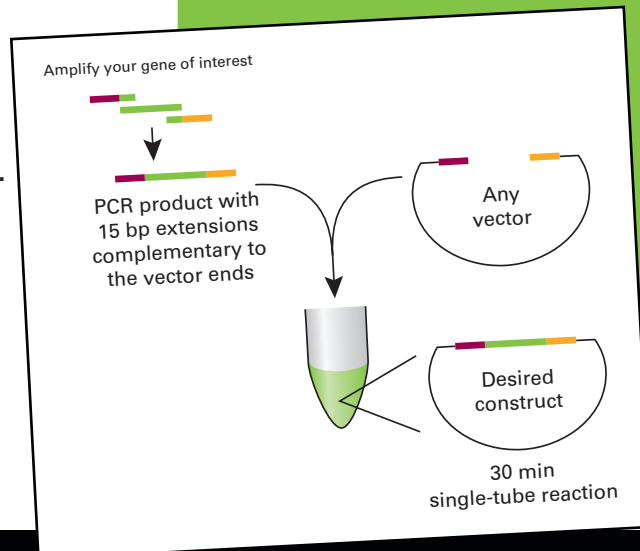 Amplify your gene of interest
PCR product with
15 bp extensions
complementary to
the vector ends
Any
vector
Desired
construct
30 min
single-tube reaction